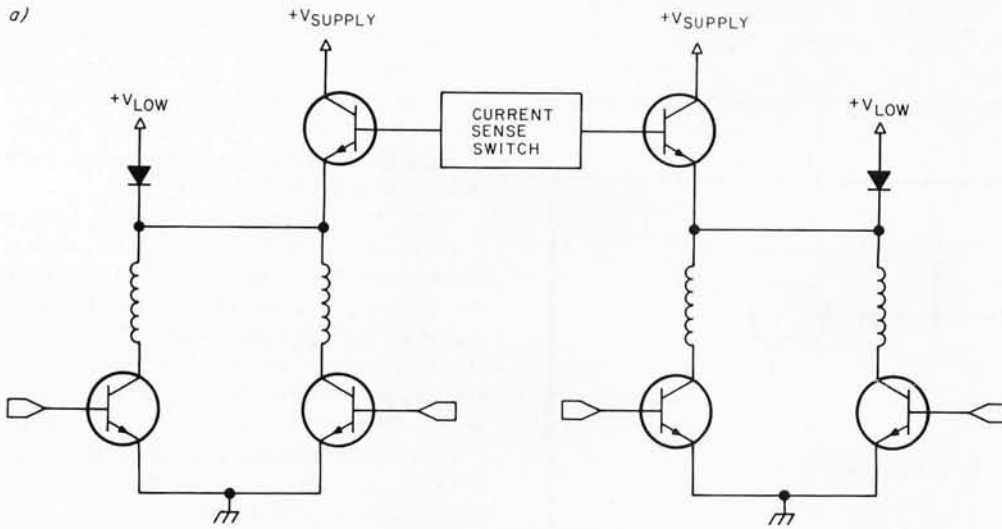 a)
+VSUPPLY
+VSUPPLY
+VLOW
+VLOW
CURRENT
SENSE
SWITCH